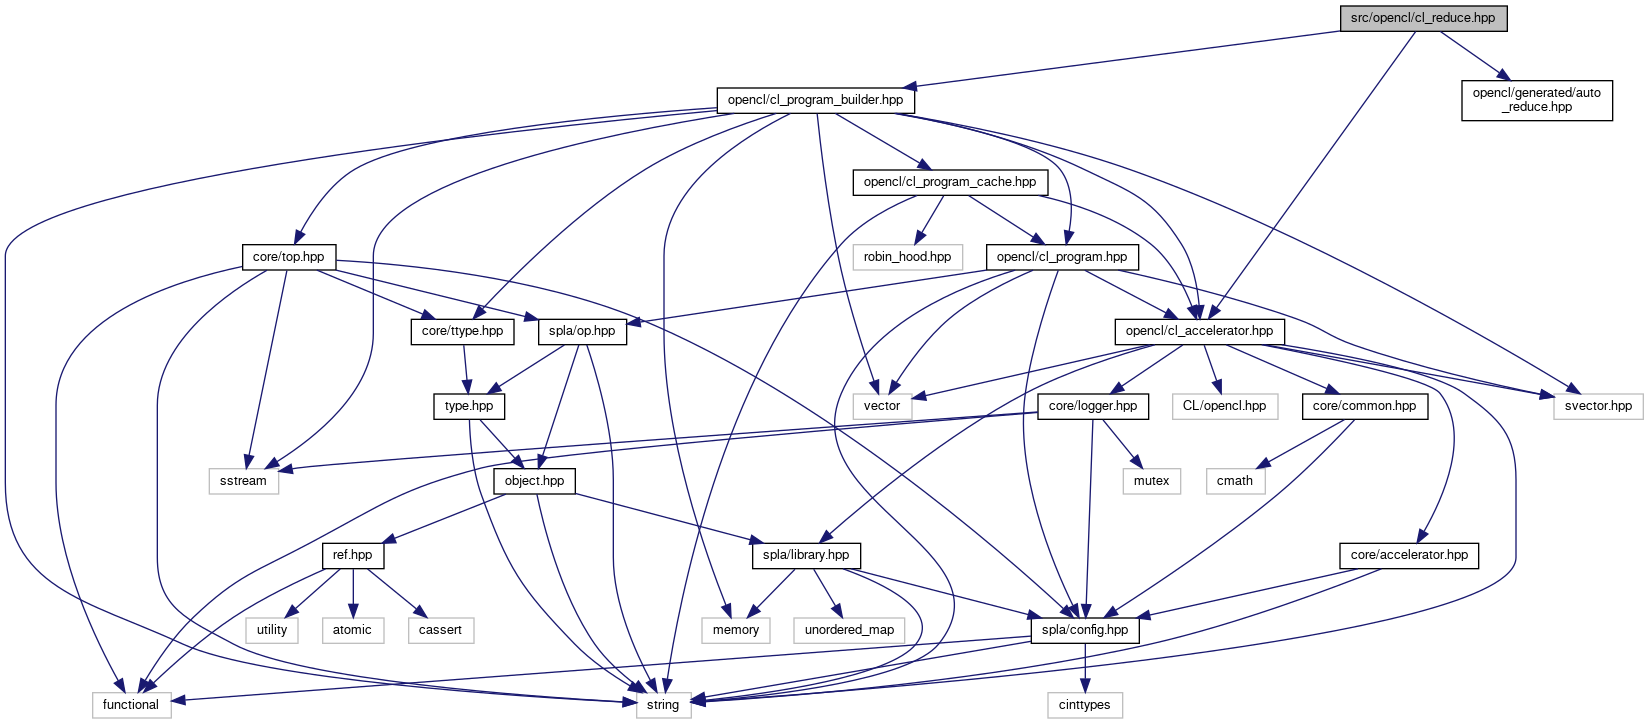 src/opencl/cl_reduce.hpp
opencl/cl_program_builder.hpp
opencl/generated/auto
_reduce.hpp
opencl/cl_program_cache.hpp
core/top.hpp
robin_hood.hpp
opencl/cl_program.hpp
core/ttype.hpp
spla/op.hpp
opencl/cl_accelerator.hpp
type.hpp
vector
core/logger.hpp
CL/opencl.hpp
core/common.hpp
svector.hpp
sstream
object.hpp
mutex
cmath
ref.hpp
spla/library.hpp
core/accelerator.hpp
utility
atomic
cassert
memory
unordered_map
spla/config.hpp
functional
string
cinttypes